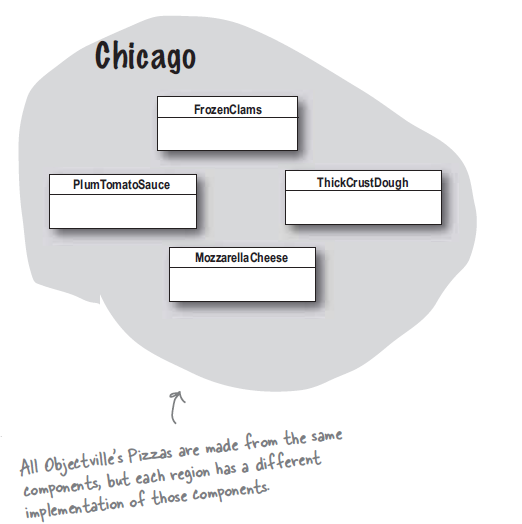 Chicago
FrozenClams
PlumTomatoSauce
ThickCrustDough
MozzarellaCheese
All Objectville's Pizzas are made from the same
components, but each region has a different
implementation of those components.